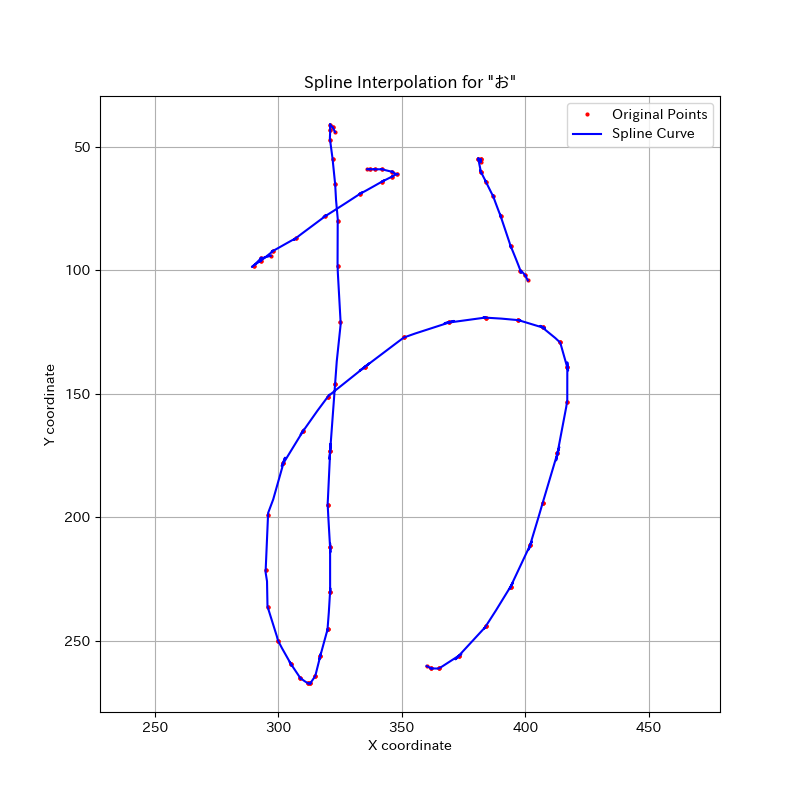 Spline Interpolation for "お"
Original Points
Spline Curve
お
Y coordinate
50
100
150
200
250
250
300
350
400
450
X coordinate